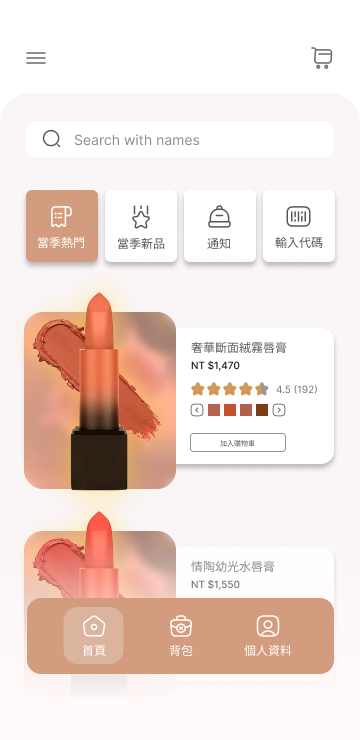 Search with names
當季熱門
當季新品
通知
輸入代碼
奢華斷面絨霧唇膏
NT $1,470
4.5 (192)
加入購物車
情陶幼光水唇膏
NT $1,550
首頁
背包
個人資料